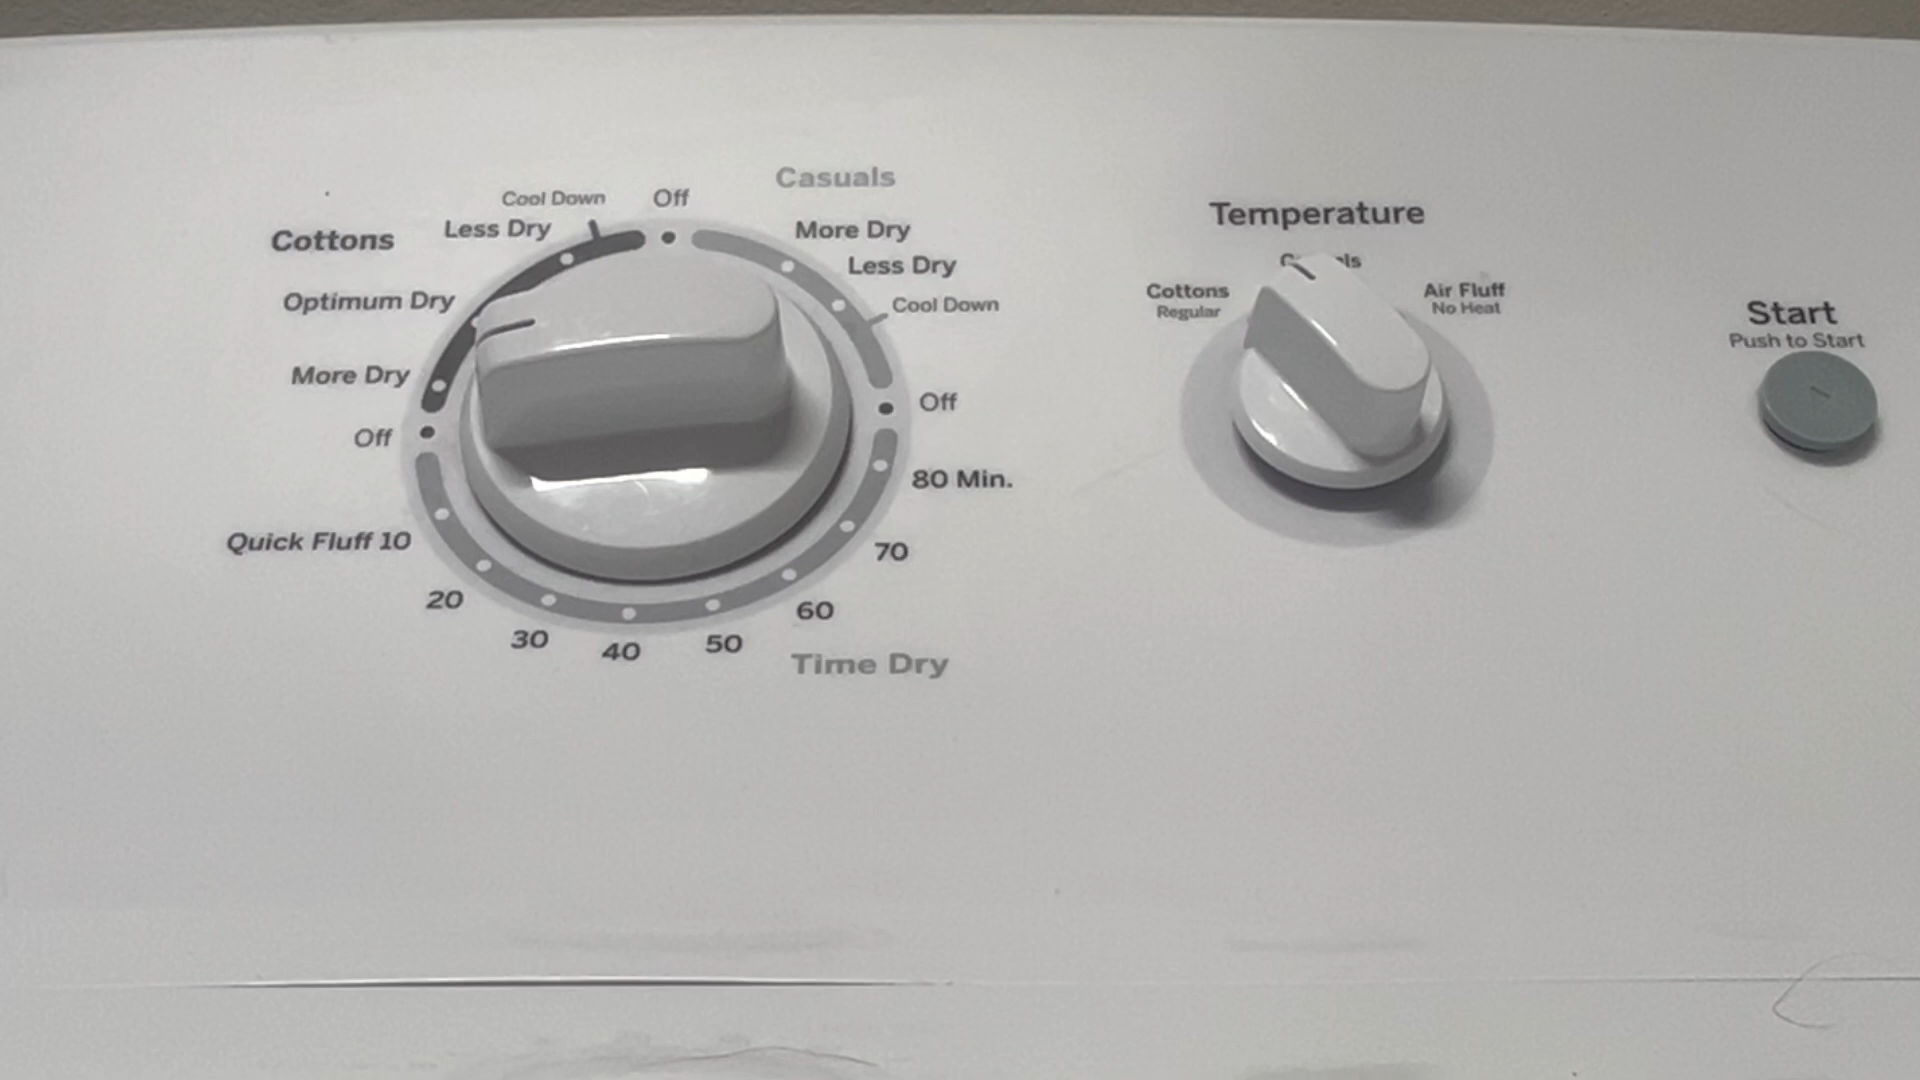 Casuals
Cool Down
Off
Less Dry
More Dry
Cottons
Less Dry
Optimum Dry
Cool Down
More Dry
Off
Off
80 Min.
Quick Fluff 10
70
20
60
30
40
50
Time Dry
Temperature
Cottons
Regular
Air Fluff
No Heat
Start
Push to Start